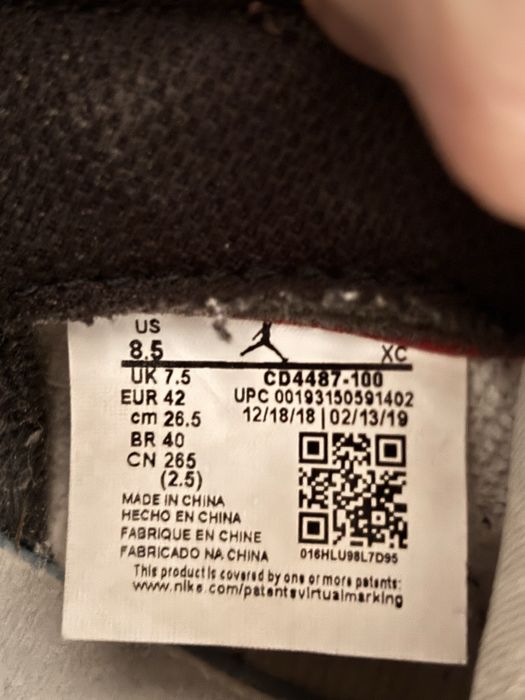 US
8.5 XC
UK 7.5 CD4487-100
EUR 42 UPC 00193150591402
cm 26.5 12/18/18 | 02/13/19
BR 40
CN 265
(2.5)
MADE IN CHINA
HECHO EN CHINA
FABRIQUE EN CHINE
FABRICADO NA CHINA 016HLU98L7D95
This product is covered by one or more patents:
www.nike.com/patentsvirtualmarking